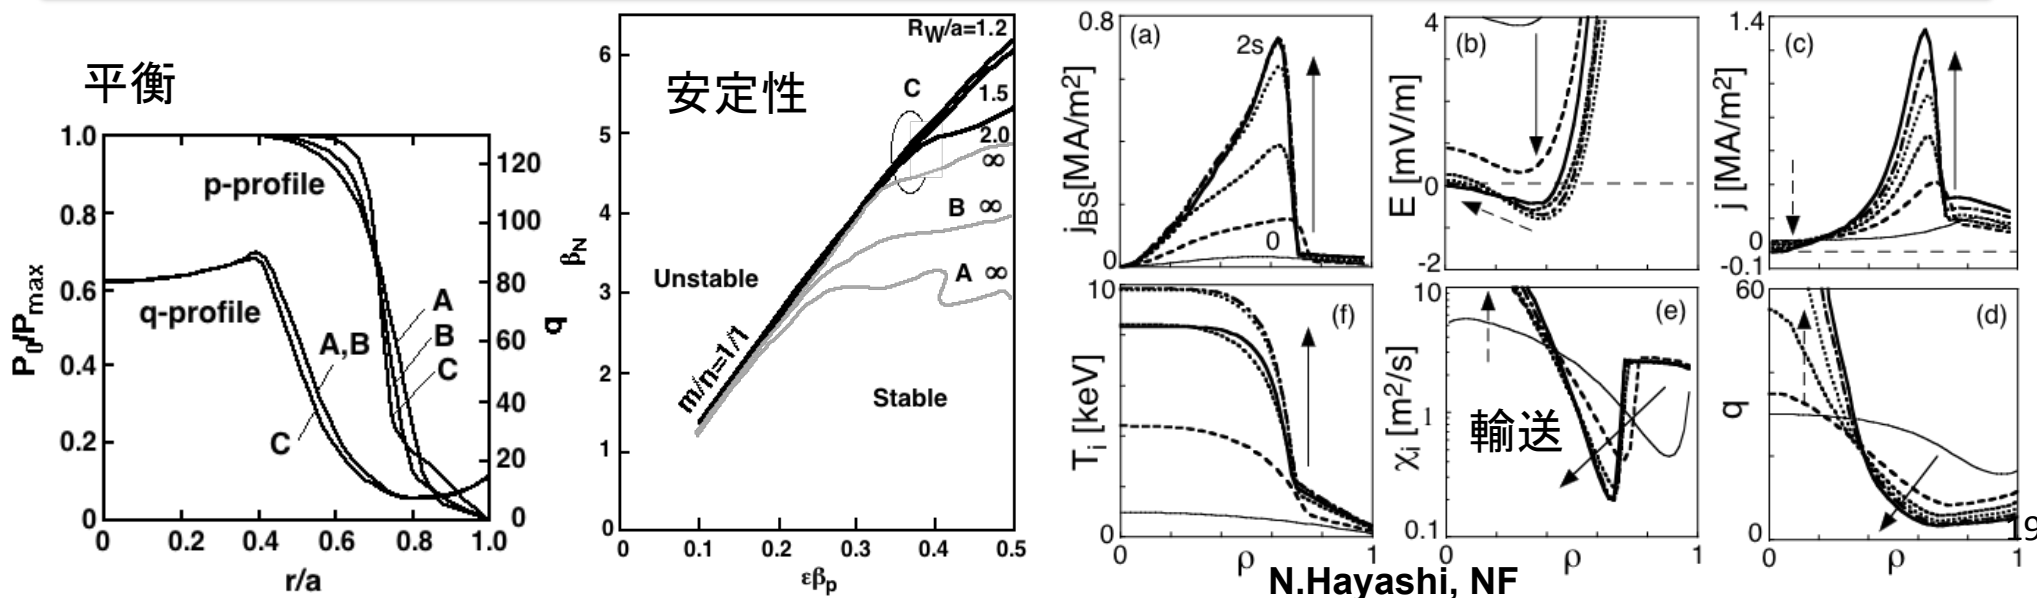 平衡
1.0
0.8
0.6
0.4
0.2
0
P0/Pmax
p-profile
q-profile
A,B
C
A
B
C
120
100
80
60
40
20
0
q
0
0.2
0.4
0.6
0.8
1.0
r/a
安定性
6
5
4
3
2
1
0
βN
RW/a=1.2
1.5
2.0
∞
C
B ∞
A ∞
Unstable
Stable
m/n=1/1
0
0.1
0.2
0.3
0.4
0.5
εβp
(a)
0.8
0
jBS[MA/m2]
2s
0
(b)
4
0
-2
E [mV/m]
(c)
1.4
0
-0.1
j [MA/m2]
(f)
10
0
Ti [keV]
0
ρ
1
(e)
10
1
0.1
χi [m2/s]
輸送
0
ρ
1
(d)
60
0
q
0
ρ
1
19
N.Hayashi, NF